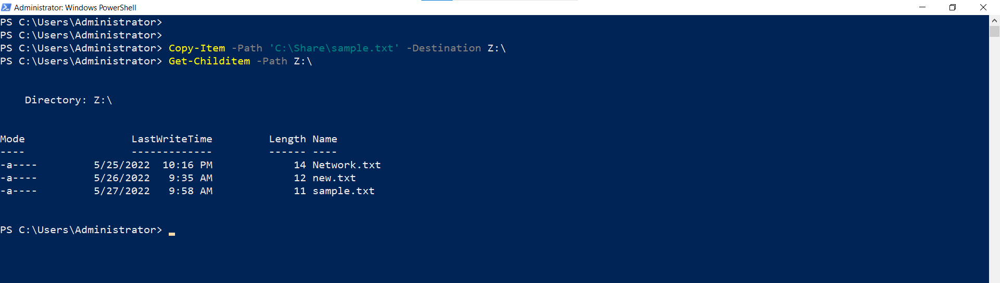 Administrator: Windows PowerShell
PS C:\Users\Administrator>
PS C:\Users\Administrator>
PS C:\Users\Administrator> Copy-Item -Path 'C:\Share\sample.txt' -Destination Z:\
PS C:\Users\Administrator> Get-Childitem -Path Z:\
Directory: Z:\
Mode LastWriteTime Length Name
---- ------------- ------ ----
-a---- 5/25/2022 10:16 PM 14 Network.txt
-a---- 5/26/2022 9:35 AM 12 new.txt
-a---- 5/27/2022 9:58 AM 11 sample.txt
PS C:\Users\Administrator>